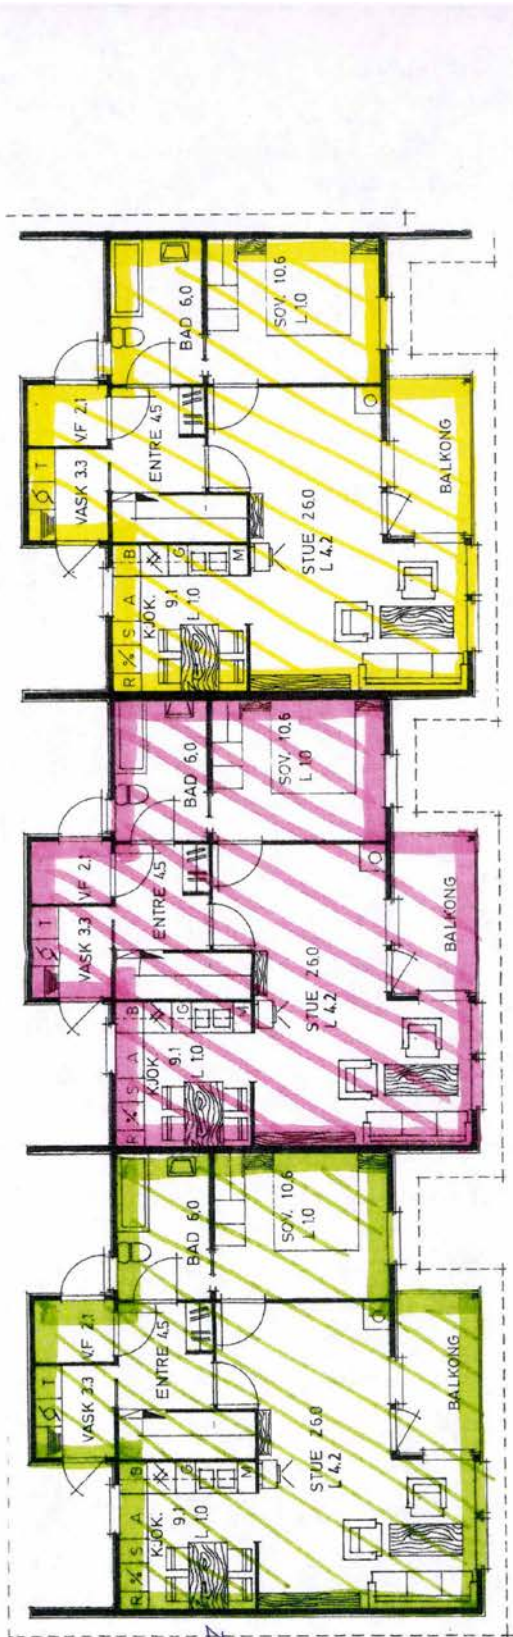 V.F 2.1
VASK 3.3
T
BAD 6,0
ENTRE 4.5
SOV. 10.6
L 1.0
R S A B
KJØK.
9.1
L 1.0
G
M
STUE 26.0
L 4.2
BALKONG
V.F 2.1
VASK 3.3
T
BAD 6,0
ENTRE 4.5
SOV. 10.6
L 1.0
R S A B
KJØK.
9.1
L 1.0
G
M
STUE 26.0
L 4.2
BALKONG
V.F 2.1
VASK 3.3
T
BAD 6,0
ENTRE 4.5
SOV. 10.6
L 1.0
R S A B
KJØK.
9.1
L 1.0
G
M
STUE 26.0
L 4.2
BALKONG